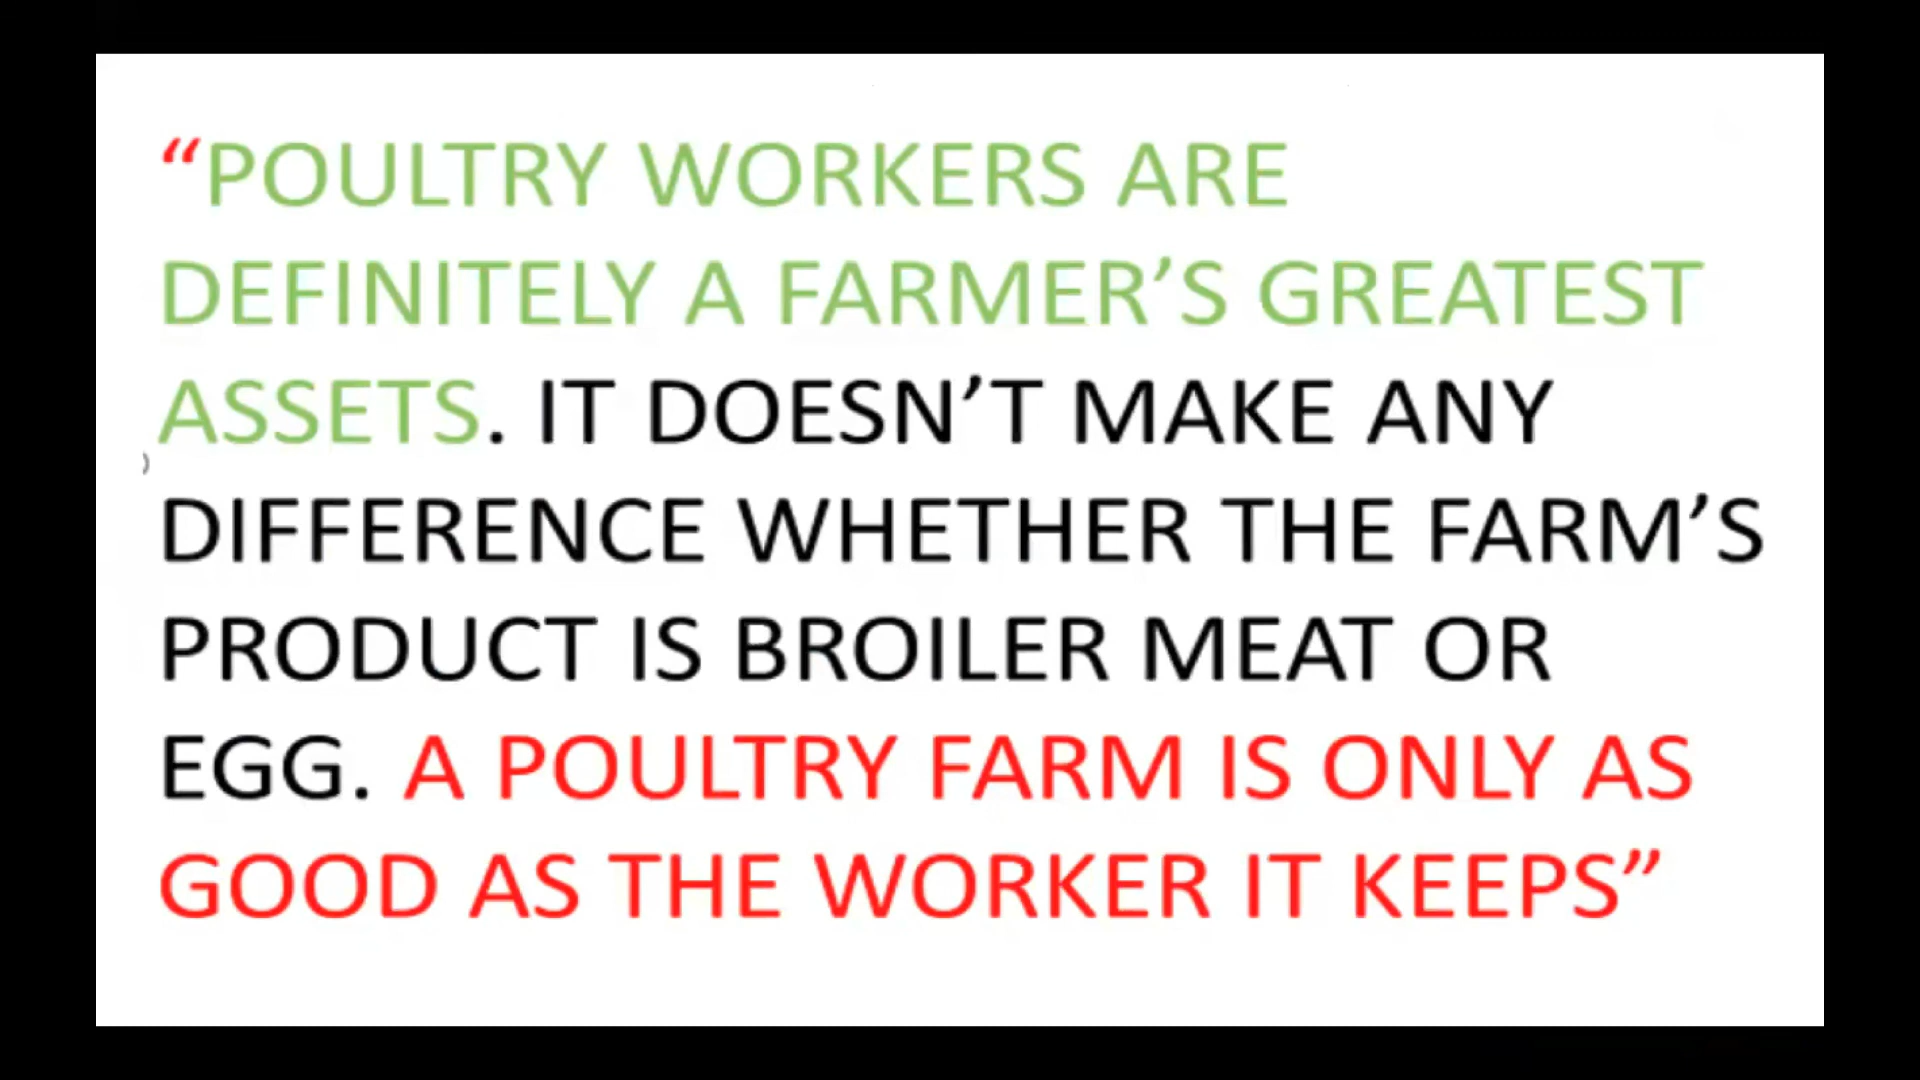 “POULTRY WORKERS ARE
DEFINITELY A FARMER’S GREATEST
ASSETS. IT DOESN’T MAKE ANY
DIFFERENCE WHETHER THE FARM’S
PRODUCT IS BROILER MEAT OR
EGG. A POULTRY FARM IS ONLY AS
GOOD AS THE WORKER IT KEEPS”